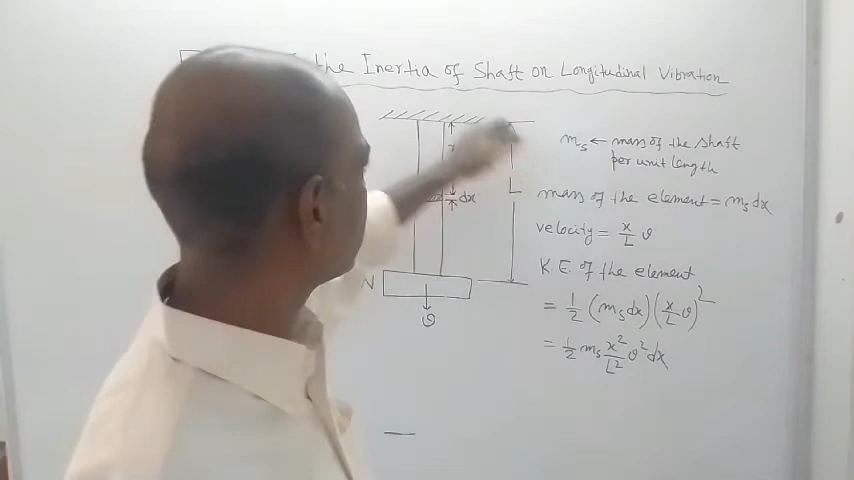 the Inertia of Shaft on Longitudinal Vibration
x
dx
L
W
v
m_s ← mass of the shaft
per unit length
mass of the element = m_s dx
velocity = x/L v
K.E. of the element
= 1/2 (m_s dx) (x/L v)^2
= 1/2 m_s x^2/L^2 v^2 dx